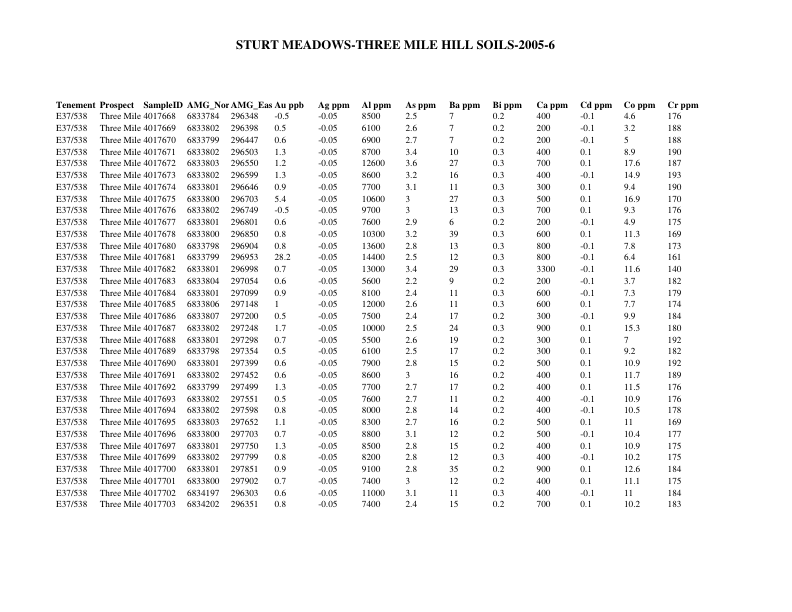 STURT MEADOWS-THREE MILE HILL SOILS-2005-6
Tenement Prospect SampleID AMG_Nor AMG_Eas Au ppb Ag ppm Al ppm As ppm Ba ppm Bi ppm Ca ppm Cd ppm Co ppm Cr ppm
E37/538 Three Mile 4017668 6833784 296348 -0.5 -0.05 8500 2.5 7 0.2 400 -0.1 4.6 176
E37/538 Three Mile 4017669 6833802 296398 0.5 -0.05 6100 2.6 7 0.2 200 -0.1 3.2 188
E37/538 Three Mile 4017670 6833799 296447 0.6 -0.05 6900 2.7 7 0.2 200 -0.1 5 188
E37/538 Three Mile 4017671 6833802 296503 1.3 -0.05 8700 3.4 10 0.3 400 0.1 8.9 190
E37/538 Three Mile 4017672 6833803 296550 1.2 -0.05 12600 3.6 27 0.3 700 0.1 17.6 187
E37/538 Three Mile 4017673 6833802 296599 1.3 -0.05 8600 3.2 16 0.3 400 -0.1 14.9 193
E37/538 Three Mile 4017674 6833801 296646 0.9 -0.05 7700 3.1 11 0.3 300 0.1 9.4 190
E37/538 Three Mile 4017675 6833800 296703 5.4 -0.05 10600 3 27 0.3 500 0.1 16.9 170
E37/538 Three Mile 4017676 6833802 296749 -0.5 -0.05 9700 3 13 0.3 700 0.1 9.3 176
E37/538 Three Mile 4017677 6833801 296801 0.6 -0.05 7600 2.9 6 0.2 200 -0.1 4.9 175
E37/538 Three Mile 4017678 6833800 296850 0.8 -0.05 10300 3.2 39 0.3 600 0.1 11.3 169
E37/538 Three Mile 4017680 6833798 296904 0.8 -0.05 13600 2.8 13 0.3 800 -0.1 7.8 173
E37/538 Three Mile 4017681 6833799 296953 28.2 -0.05 14400 2.5 12 0.3 800 -0.1 6.4 161
E37/538 Three Mile 4017682 6833801 296998 0.7 -0.05 13000 3.4 29 0.3 3300 -0.1 11.6 140
E37/538 Three Mile 4017683 6833804 297054 0.6 -0.05 5600 2.2 9 0.2 200 -0.1 3.7 182
E37/538 Three Mile 4017684 6833801 297099 0.9 -0.05 8100 2.4 11 0.3 600 -0.1 7.3 179
E37/538 Three Mile 4017685 6833806 297148 1 -0.05 12000 2.6 11 0.3 600 0.1 7.7 174
E37/538 Three Mile 4017686 6833807 297200 0.5 -0.05 7500 2.4 17 0.2 300 -0.1 9.9 184
E37/538 Three Mile 4017687 6833802 297248 1.7 -0.05 10000 2.5 24 0.3 900 0.1 15.3 180
E37/538 Three Mile 4017688 6833801 297298 0.7 -0.05 5500 2.6 19 0.2 300 0.1 7 192
E37/538 Three Mile 4017689 6833798 297354 0.5 -0.05 6100 2.5 17 0.2 300 0.1 9.2 182
E37/538 Three Mile 4017690 6833801 297399 0.6 -0.05 7900 2.8 15 0.2 500 0.1 10.9 192
E37/538 Three Mile 4017691 6833802 297452 0.6 -0.05 8600 3 16 0.2 400 0.1 11.7 189
E37/538 Three Mile 4017692 6833799 297499 1.3 -0.05 7700 2.7 17 0.2 400 0.1 11.5 176
E37/538 Three Mile 4017693 6833802 297551 0.5 -0.05 7600 2.7 11 0.2 400 -0.1 10.9 176
E37/538 Three Mile 4017694 6833802 297598 0.8 -0.05 8000 2.8 14 0.2 400 -0.1 10.5 178
E37/538 Three Mile 4017695 6833803 297652 1.1 -0.05 8300 2.7 16 0.2 500 0.1 11 169
E37/538 Three Mile 4017696 6833800 297703 0.7 -0.05 8800 3.1 12 0.2 500 -0.1 10.4 177
E37/538 Three Mile 4017697 6833801 297750 1.3 -0.05 8500 2.8 15 0.2 400 0.1 10.9 175
E37/538 Three Mile 4017699 6833802 297799 0.8 -0.05 8200 2.8 12 0.3 400 -0.1 10.2 175
E37/538 Three Mile 4017700 6833801 297851 0.9 -0.05 9100 2.8 35 0.2 900 0.1 12.6 184
E37/538 Three Mile 4017701 6833800 297902 0.7 -0.05 7400 3 12 0.2 400 0.1 11.1 175
E37/538 Three Mile 4017702 6834197 296303 0.6 -0.05 11000 3.1 11 0.3 400 -0.1 11 184
E37/538 Three Mile 4017703 6834202 296351 0.8 -0.05 7400 2.4 15 0.2 700 0.1 10.2 183